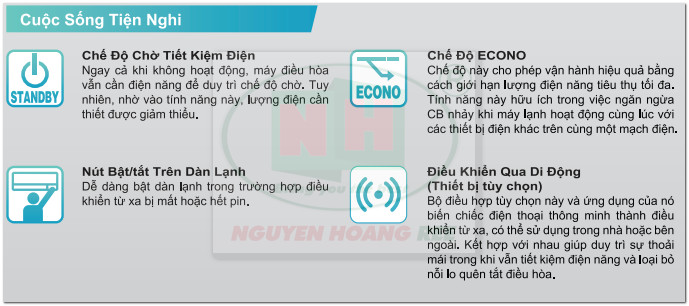 Cuộc Sống Tiện Nghi
STANDBY
Chế Độ Chờ Tiết Kiệm Điện
Ngay cả khi không hoạt động, máy điều hòa
vẫn cần điện năng để duy trì chế độ chờ. Tuy
nhiên, nhờ vào tính năng này, lượng điện cần
thiết được giảm thiểu.
ECONO
Chế Độ ECONO
Chế độ này cho phép vận hành hiệu quả bằng
cách giới hạn lượng điện năng tiêu thụ tối đa.
Tính năng này hữu ích trong việc ngăn ngừa
CB nhảy khi máy lạnh hoạt động cùng lúc với
các thiết bị điện khác trên cùng một mạch điện.
Nút Bật/tắt Trên Dàn Lạnh
Dễ dàng bật dàn lạnh trong trường hợp điều
khiển từ xa bị mất hoặc hết pin.
Điều Khiển Qua Di Động
(Thiết bị tùy chọn)
Bộ điều hợp tùy chọn này và ứng dụng của nó
biến chiếc điện thoại thông minh thành điều
khiển từ xa, có thể sử dụng trong nhà hoặc bên
ngoài. Kết hợp với nhau giúp duy trì sự thoải
mái trong khi vẫn tiết kiệm điện năng và loại bỏ
nỗi lo quên tắt điều hòa.
NH
NGUYEN HOANG